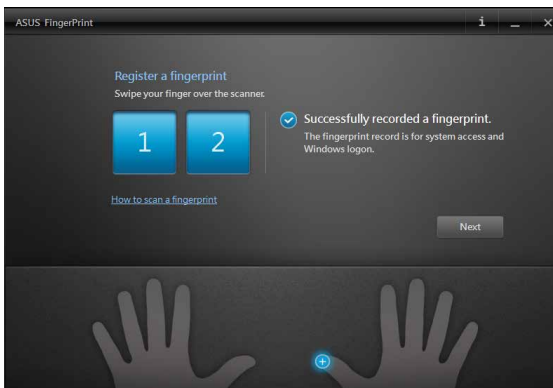 ASUS FingerPrint
Register a fingerprint
Swipe your finger over the scanner.
1 2
Successfully recorded a fingerprint.
The fingerprint record is for system access and
Windows logon.
How to scan a fingerprint
Next